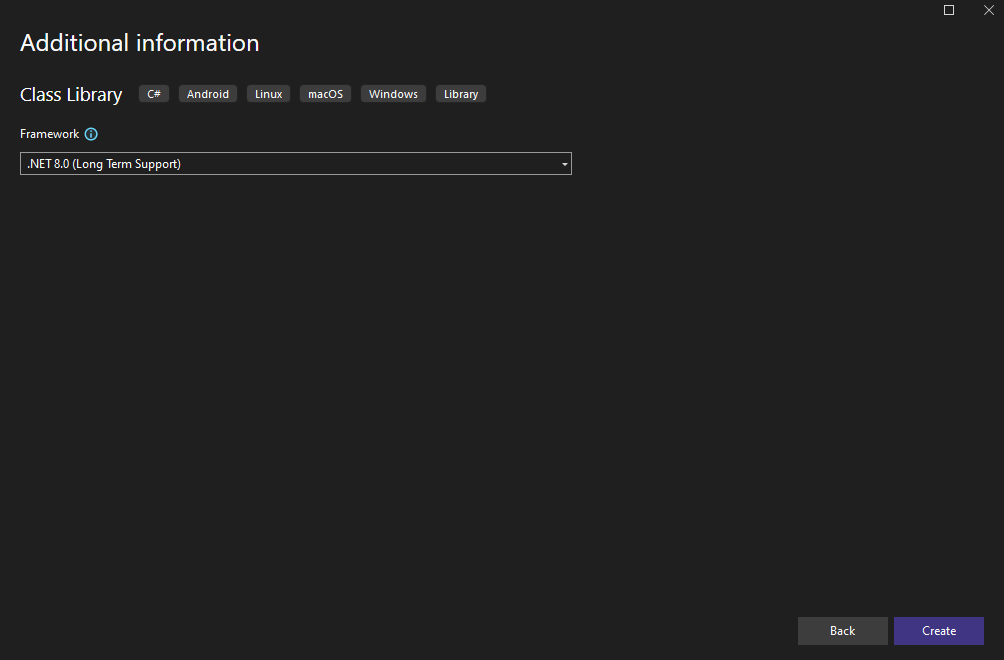 Additional information
Class Library C# Android Linux macOS Windows Library
Framework
.NET 8.0 (Long Term Support)
Back Create